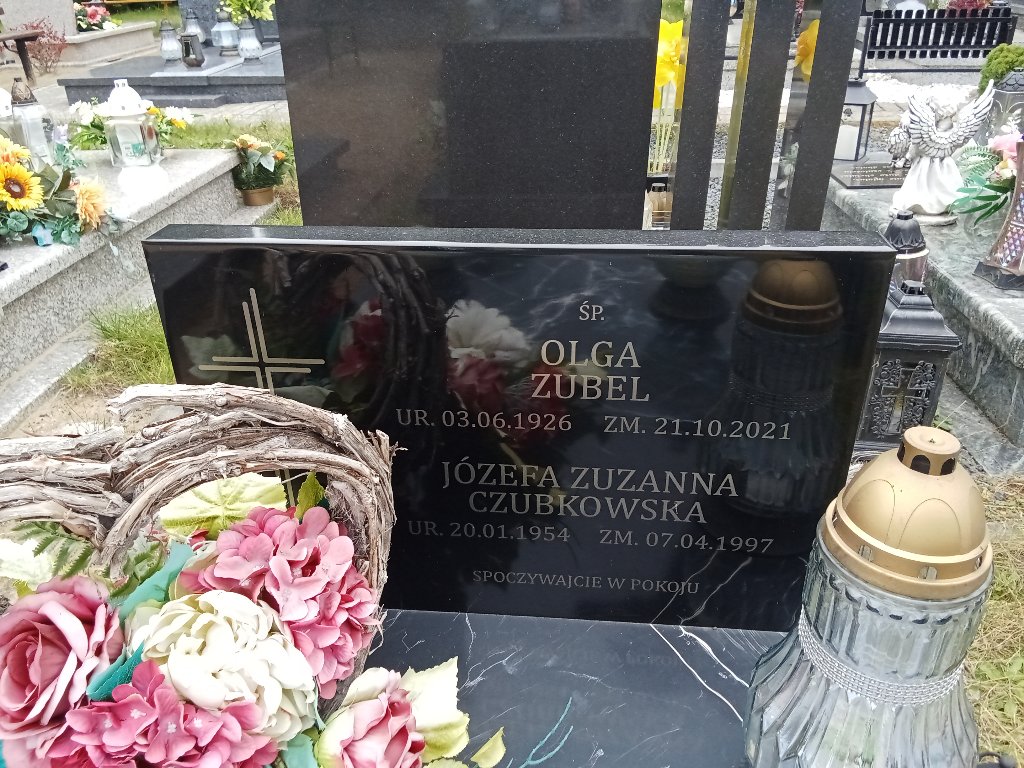 ŚP.
OLGA
ZUBEL
UR. 03.06.1926 ZM. 21.10.2021
JÓZEFA ZUZANNA
CZUBKOWSKA
UR. 20.01.1954 ZM. 07.04.1997
SPOCZYWAJCIE W POKOJU